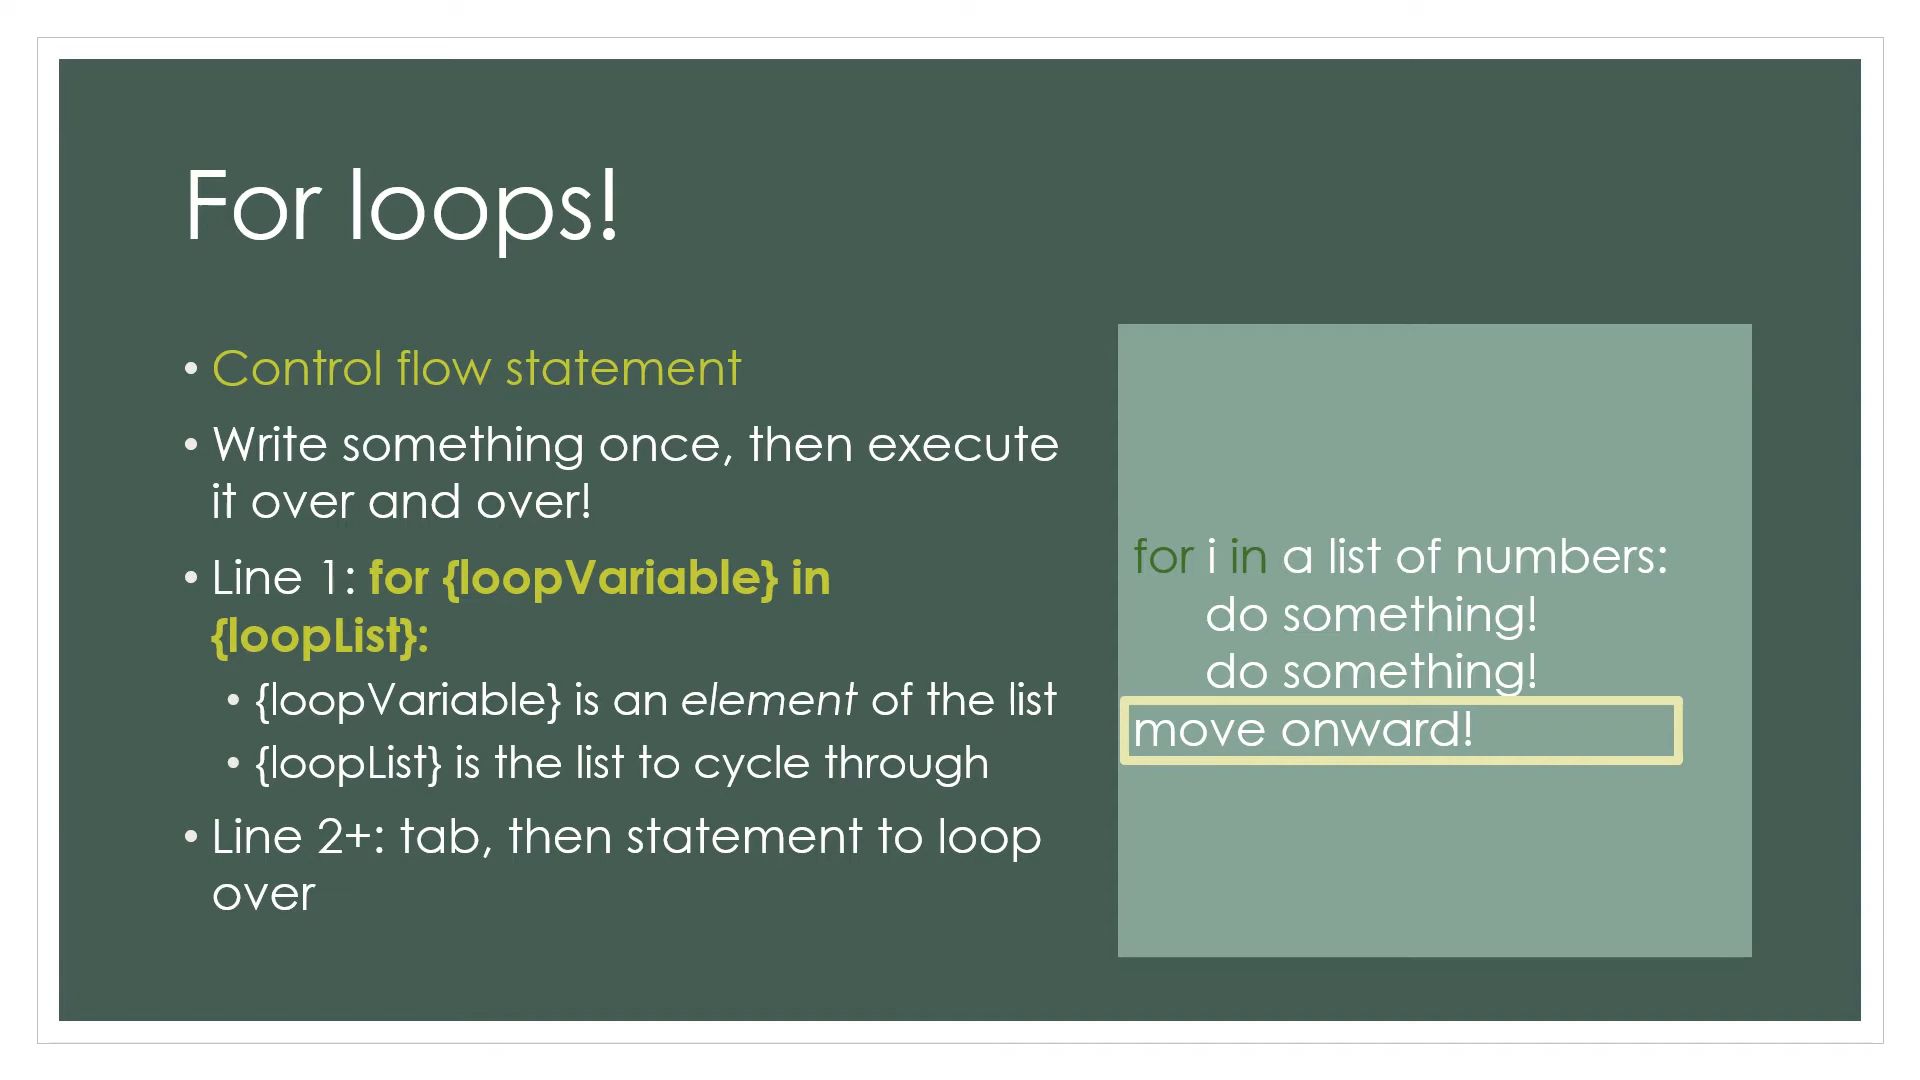 For loops!
• Control flow statement
• Write something once, then execute
it over and over!
• Line 1: for {loopVariable} in
{loopList}:
• {loopVariable} is an element of the list
• {loopList} is the list to cycle through
• Line 2+: tab, then statement to loop
over
for i in a list of numbers:
do something!
do something!
move onward!